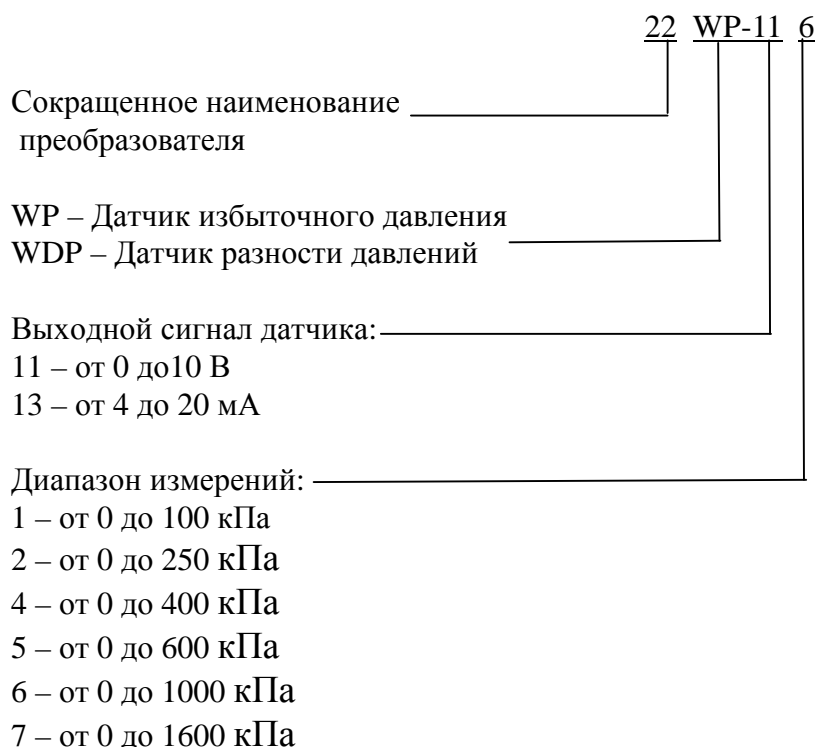 22 WP-11 6
Сокращенное наименование
преобразователя
WP – Датчик избыточного давления
WDP – Датчик разности давлений
Выходной сигнал датчика:
11 – от 0 до10 В
13 – от 4 до 20 мА
Диапазон измерений:
1 – от 0 до 100 кПа
2 – от 0 до 250 кПа
4 – от 0 до 400 кПа
5 – от 0 до 600 кПа
6 – от 0 до 1000 кПа
7 – от 0 до 1600 кПа